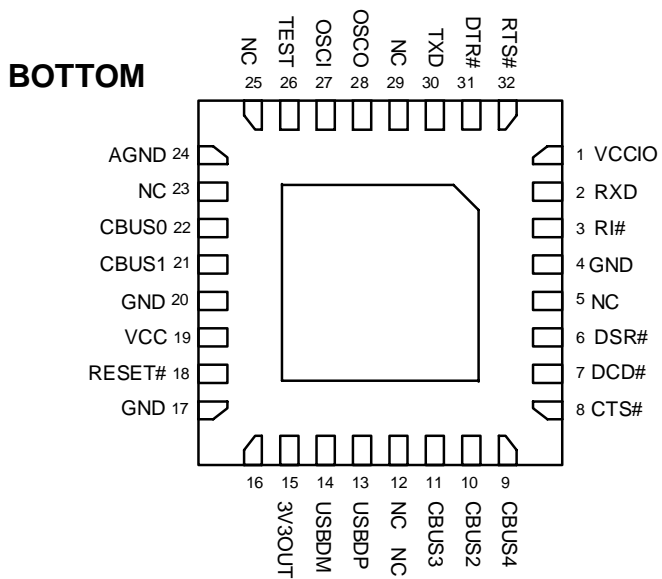 BOTTOM
NC
TEST
OSCI
OSCO
NC
TXD
DTR#
RTS#
25 26 27 28 29 30 31 32
AGND 24
NC 23
CBUS0 22
CBUS1 21
GND 20
VCC 19
RESET# 18
GND 17
1 VCCIO
2 RXD
3 RI#
4 GND
5 NC
6 DSR#
7 DCD#
8 CTS#
16 15 14 13 12 11 10 9
3V3OUT
USBDM
USBDP
NC NC
CBUS3
CBUS2
CBUS4